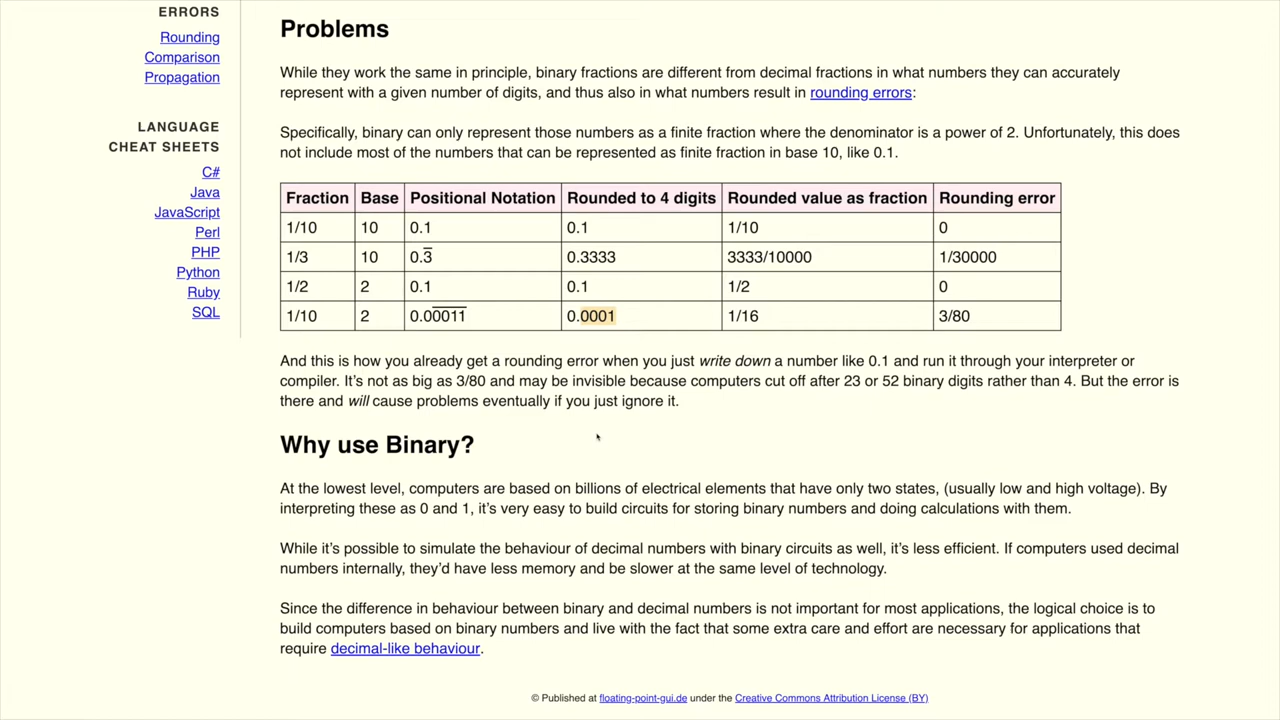 ERRORS
Rounding
Comparison
Propagation
LANGUAGE
CHEAT SHEETS
C#
Java
JavaScript
Perl
PHP
Python
Ruby
SQL
Problems
While they work the same in principle, binary fractions are different from decimal fractions in what numbers they can accurately
represent with a given number of digits, and thus also in what numbers result in rounding errors:
Specifically, binary can only represent those numbers as a finite fraction where the denominator is a power of 2. Unfortunately, this does
not include most of the numbers that can be represented as finite fraction in base 10, like 0.1.
Fraction Base Positional Notation Rounded to 4 digits Rounded value as fraction Rounding error
1/10 10 0.1 0.1 1/10 0
1/3 10 0.3̅ 0.3333 3333/10000 1/30000
1/2 2 0.1 0.1 1/2 0
1/10 2 0.00̅0̅1̅1̅ 0.0001 1/16 3/80
And this is how you already get a rounding error when you just write down a number like 0.1 and run it through your interpreter or
compiler. It’s not as big as 3/80 and may be invisible because computers cut off after 23 or 52 binary digits rather than 4. But the error is
there and will cause problems eventually if you just ignore it.
Why use Binary?
At the lowest level, computers are based on billions of electrical elements that have only two states, (usually low and high voltage). By
interpreting these as 0 and 1, it’s very easy to build circuits for storing binary numbers and doing calculations with them.
While it’s possible to simulate the behaviour of decimal numbers with binary circuits as well, it’s less efficient. If computers used decimal
numbers internally, they’d have less memory and be slower at the same level of technology.
Since the difference in behaviour between binary and decimal numbers is not important for most applications, the logical choice is to
build computers based on binary numbers and live with the fact that some extra care and effort are necessary for applications that
require decimal-like behaviour.
© Published at floating-point-gui.de under the Creative Commons Attribution License (BY)